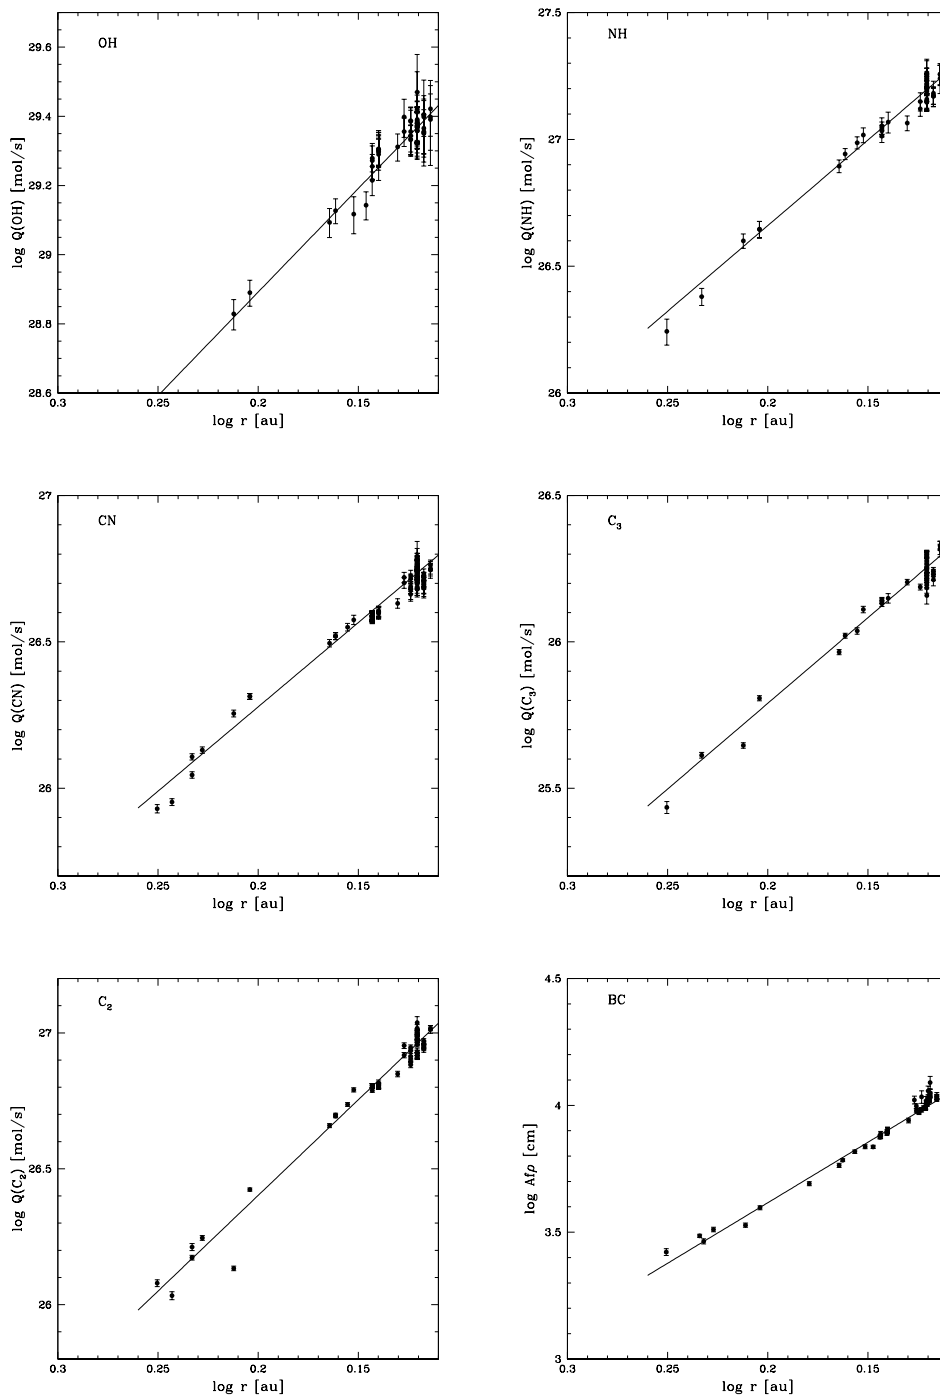 OH
29.6
29.4
29.2
29
28.8
28.6
log Q(OH) [mol/s]
0.3
0.25
0.2
0.15
log r [au]
NH
27.5
27
26.5
26
log Q(NH) [mol/s]
0.3
0.25
0.2
0.15
log r [au]
CN
27
26.5
26
log Q(CN) [mol/s]
0.3
0.25
0.2
0.15
log r [au]
C₃
26.5
26
25.5
log Q(C₃) [mol/s]
0.3
0.25
0.2
0.15
log r [au]
C₂
27
26.5
26
log Q(C₂) [mol/s]
0.3
0.25
0.2
0.15
log r [au]
BC
4.5
4
3.5
3
log Afρ [cm]
0.3
0.25
0.2
0.15
log r [au]